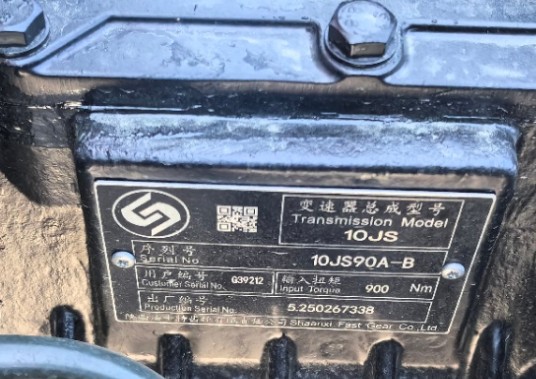 变速器总成型号
Transmission Model
10JS
序列号
Serial No 10JS90A-B
用户编号 输入扭矩
Custumer Serial No. G39212 Input Torque 900 Nm
出厂编号
Production Serial No. 5.250267338
Shaanxi Fast Gear Co.,Ltd